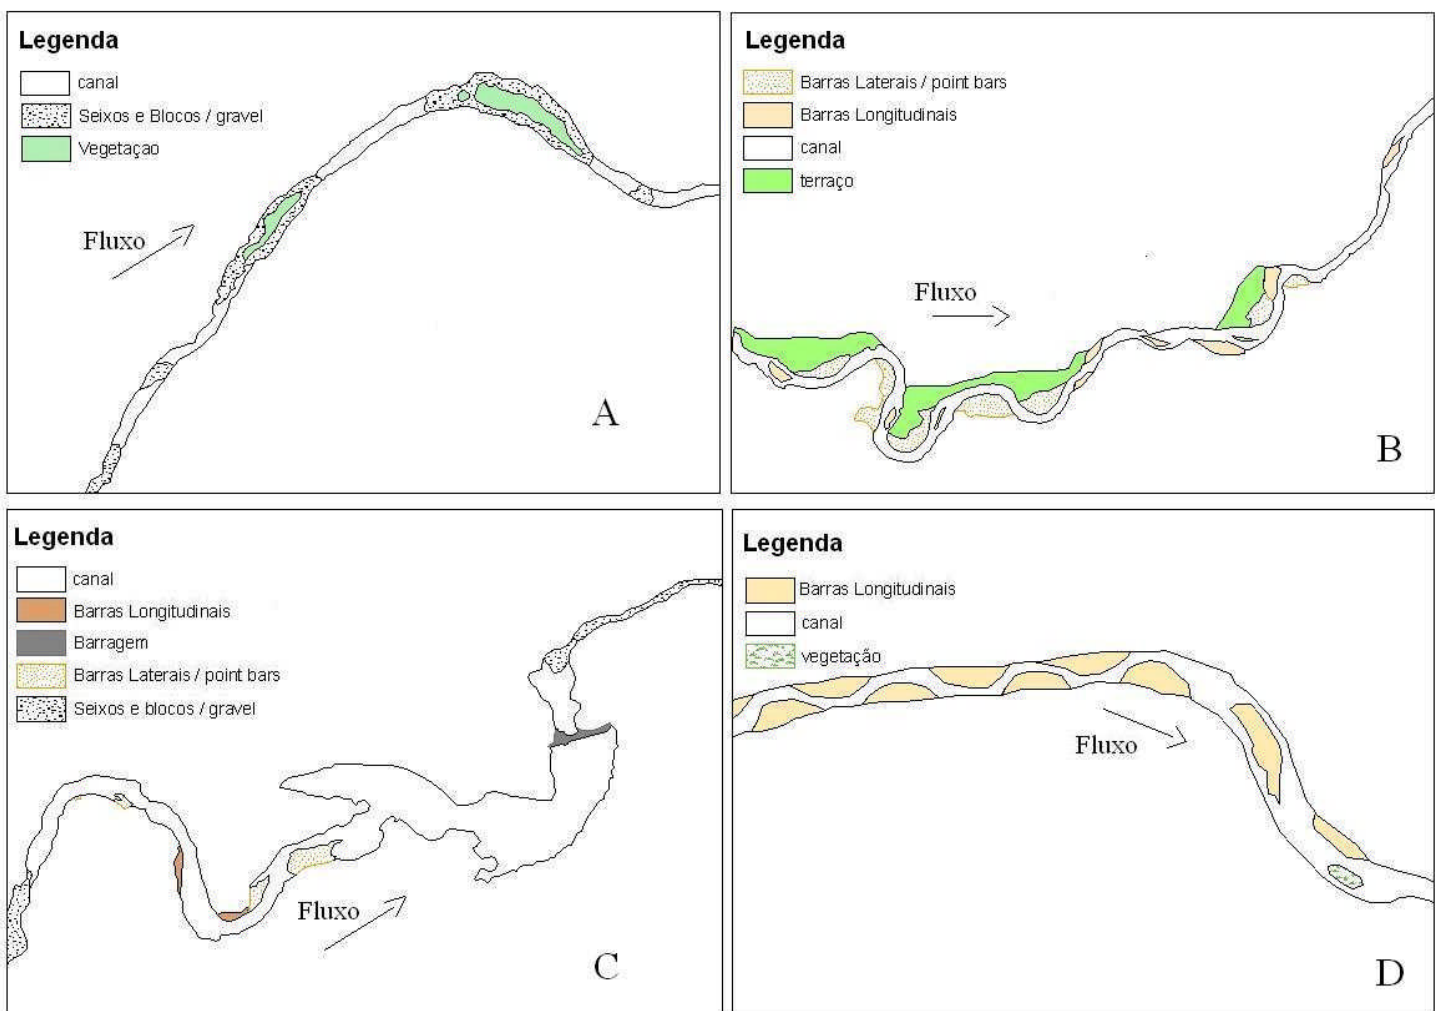 Legenda
canal
Seixos e Blocos / gravel
Vegetaçao
Fluxo
A
Legenda
Barras Laterais / point bars
Barras Longitudinais
canal
terraço
Fluxo
B
Legenda
canal
Barras Longitudinais
Barragem
Barras Laterais / point bars
Seixos e blocos / gravel
Fluxo
C
Legenda
Barras Longitudinais
canal
vegetação
Fluxo
D